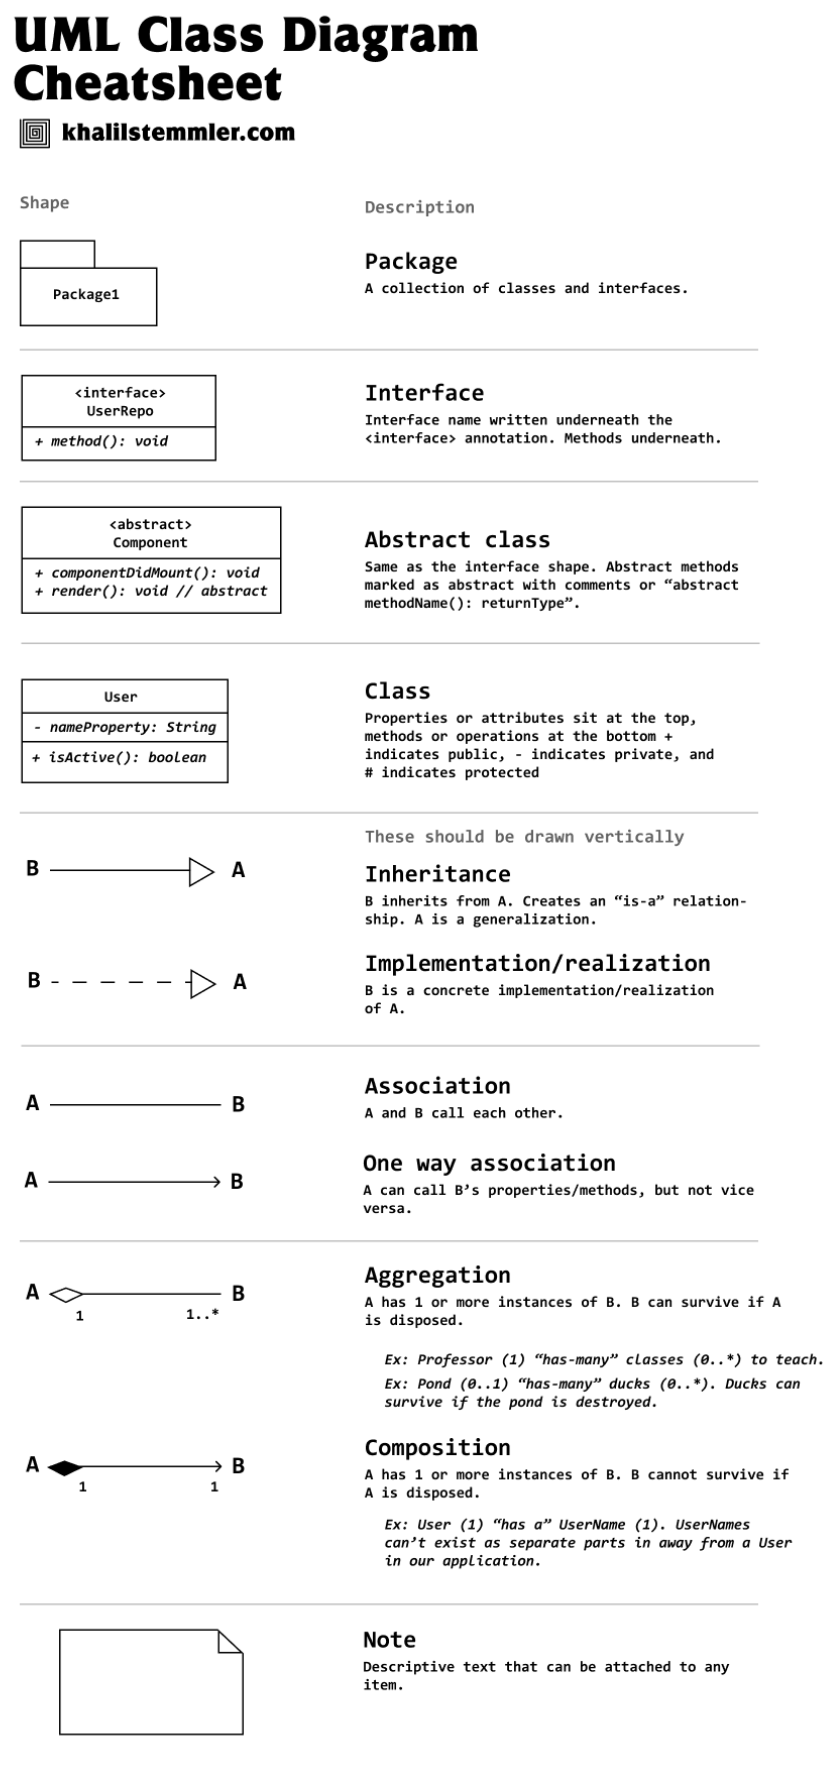 UML Class Diagram
Cheatsheet
khalilstemmler.com
Shape
Description
Package1
Package
A collection of classes and interfaces.
<interface>
UserRepo
+ method(): void
Interface
Interface name written underneath the
<interface> annotation. Methods underneath.
<abstract>
Component
+ componentDidMount(): void
+ render(): void // abstract
Abstract class
Same as the interface shape. Abstract methods
marked as abstract with comments or “abstract
methodName(): returnType”.
User
- nameProperty: String
+ isActive(): boolean
Class
Properties or attributes sit at the top,
methods or operations at the bottom +
indicates public, - indicates private, and
# indicates protected
These should be drawn vertically
B A
Inheritance
B inherits from A. Creates an “is-a” relation-
ship. A is a generalization.
B A
Implementation/realization
B is a concrete implementation/realization
of A.
A B
Association
A and B call each other.
A B
One way association
A can call B’s properties/methods, but not vice
versa.
A B
1 1..*
Aggregation
A has 1 or more instances of B. B can survive if A
is disposed.
Ex: Professor (1) “has-many” classes (0..*) to teach.
Ex: Pond (0..1) “has-many” ducks (0..*). Ducks can
survive if the pond is destroyed.
A B
1 1
Composition
A has 1 or more instances of B. B cannot survive if
A is disposed.
Ex: User (1) “has a” UserName (1). UserNames
can’t exist as separate parts in away from a User
in our application.
Note
Descriptive text that can be attached to any
item.